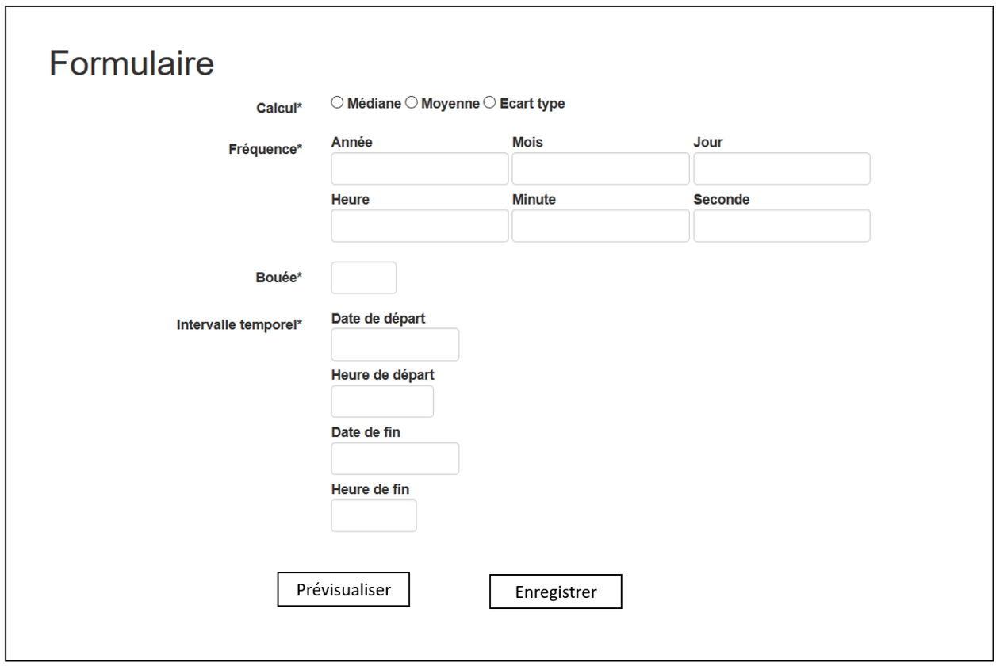 Formulaire
Calcul* Médiane Moyenne Ecart type
Fréquence* Année Mois Jour
Heure Minute Seconde
Bouée*
Intervalle temporel* Date de départ
Heure de départ
Date de fin
Heure de fin
Prévisualiser Enregistrer